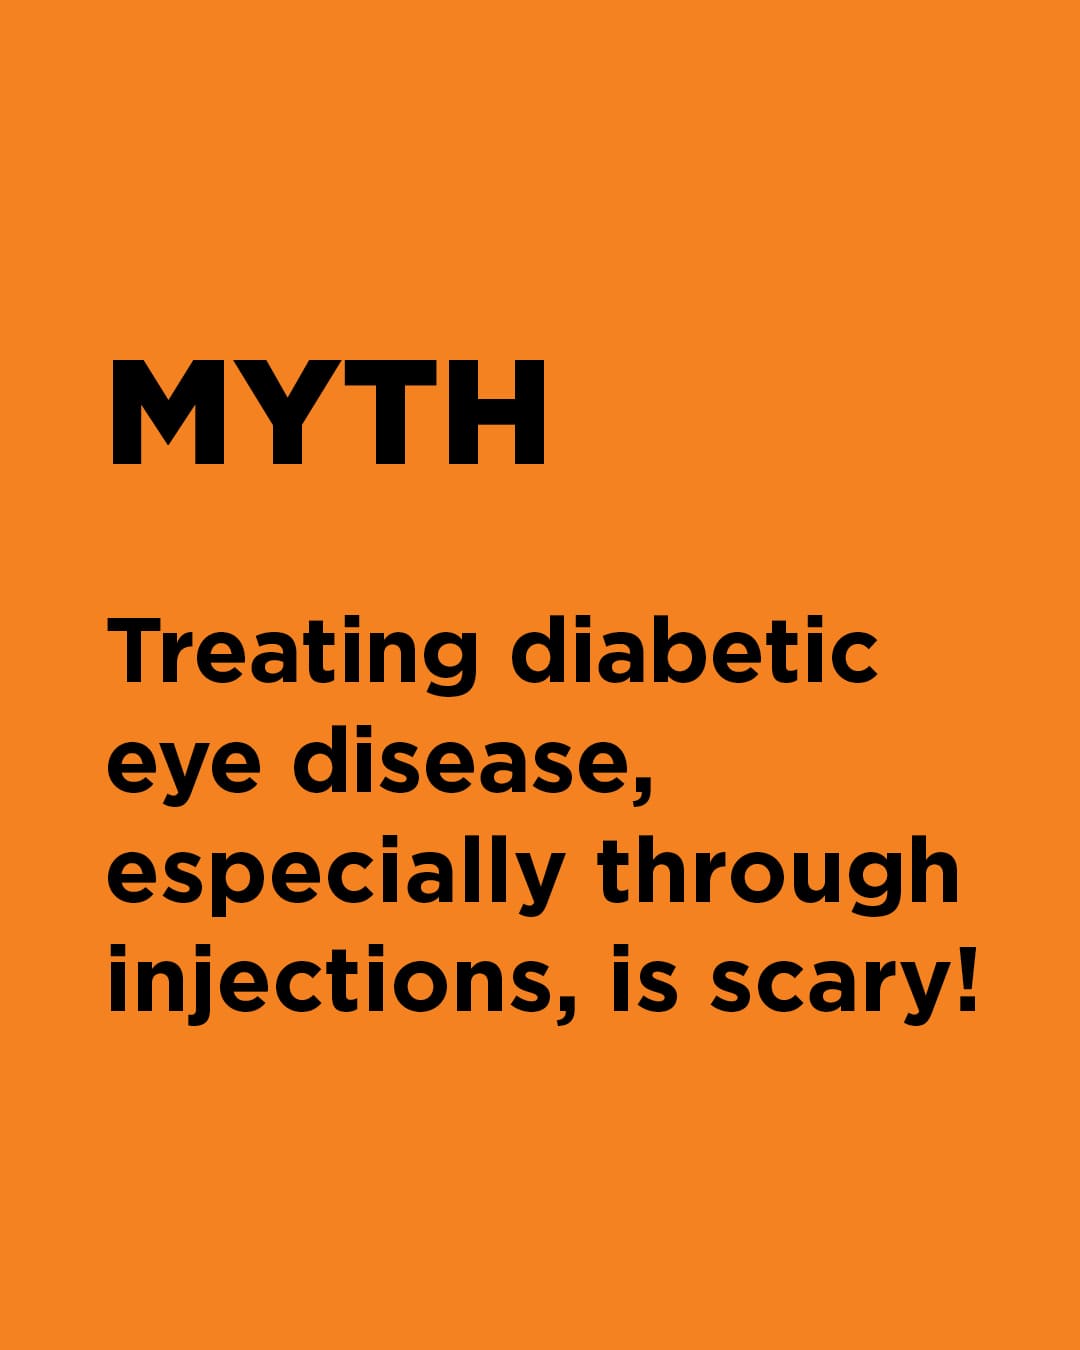 MYTH
Treating diabetic
eye disease,
especially through
injections, is scary!